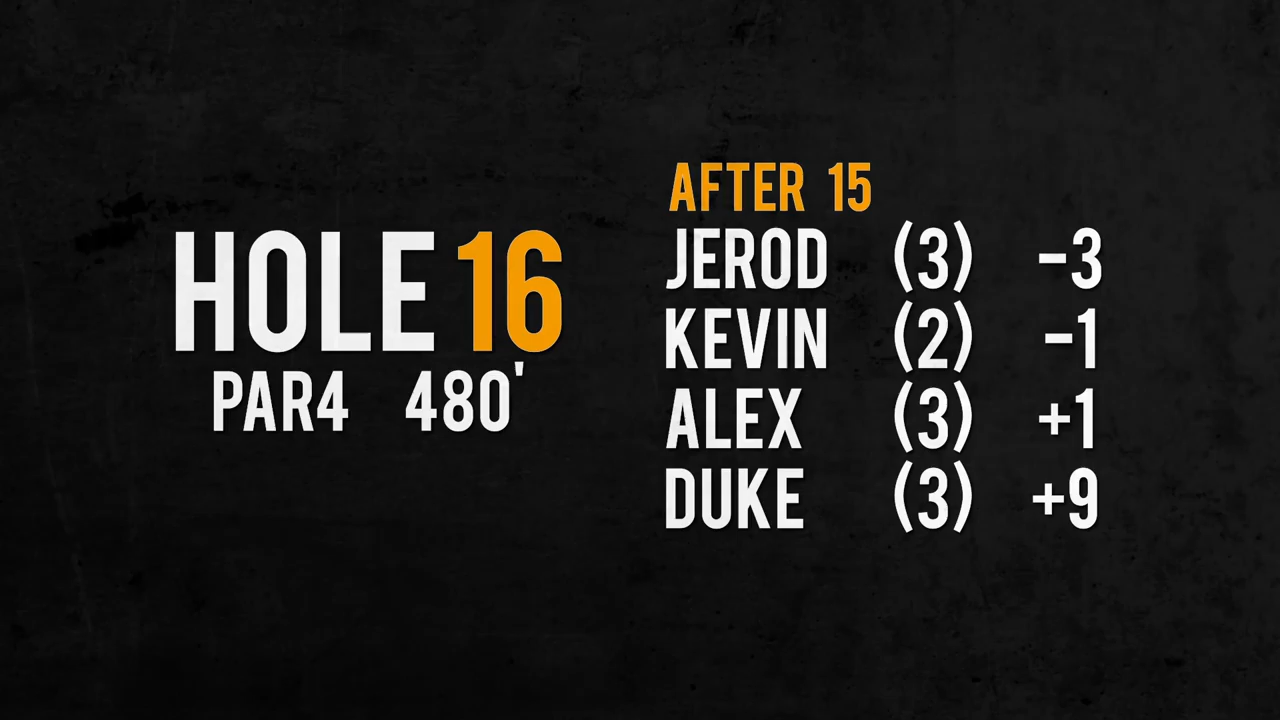 HOLE 16
PAR4 480'
AFTER 15
JEROD (3) -3
KEVIN (2) -1
ALEX (3) +1
DUKE (3) +9